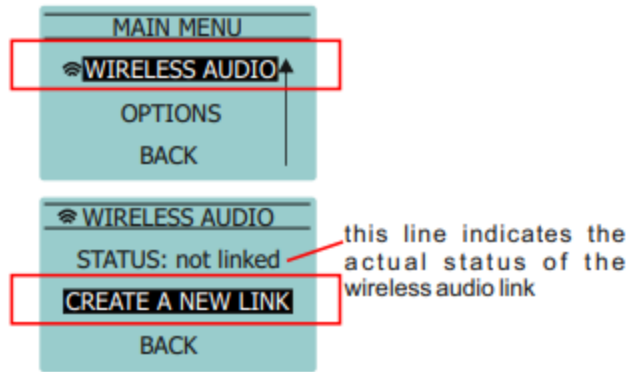 MAIN MENU
WIRELESS AUDIO
OPTIONS
BACK
WIRELESS AUDIO
STATUS: not linked
CREATE A NEW LINK
BACK
this line indicates the
actual status of the
wireless audio link